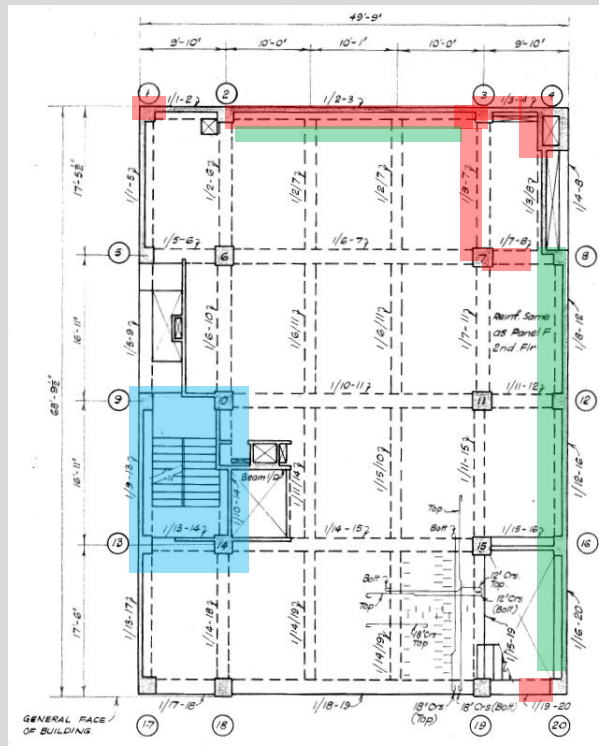 49'-9"
9'-10" 10'-0" 10'-1" 10'-0" 9'-10"
1 2 3 4
1/1-2 1/2-3 1/3-4
17'-5½"
1/1-5 1/2-6 1/2/7 1/2/7 1/3-7 1/3/8 1/4-8
5 1/5-6 6 1/6-7 7 1/7-8 8
16'-11"
1/5-9 1/6-10 1/6/11 1/6/11 1/7-11 1/8-12
Reinf. Same
as Panel F
2nd. Flr
68'-9½"
9 10 1/10-11 11 1/11-12 12
16'-11"
1/9-13 1/10-14 1/11/14 1/15/10 1/11-15 1/12-16
Beam 1/0
Top
Bott
13 1/13-14 14 1/14-15 15 1/15-16 16
17'-6"
1/13-17 1/14-18 1/14/19 1/14/19 1/15-19 1/16-20
Bott
Top
12" Crs.
Top.
12" Crs
(Bott)
18" Crs
Top
1/17-18 1/18-19 18" Crs (Top) 18" Crs (Bott) 1/19-20
GENERAL FACE
OF BUILDING
17 18 19 20